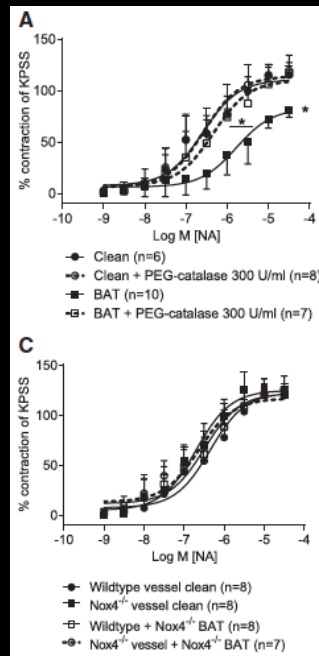 A
% contraction of KPSS
150
100
50
0
-10 -9 -8 -7 -6 -5 -4
*
*
Log M [NA]
Clean (n=6)
Clean + PEG-catalase 300 U/ml (n=8)
BAT (n=10)
BAT + PEG-catalase 300 U/ml (n=7)
C
% contraction of KPSS
150
100
50
0
-10 -9 -8 -7 -6 -5 -4
Log M [NA]
Wildtype vessel clean (n=8)
Nox4-/- vessel clean (n=8)
Wildtype + Nox4-/- BAT (n=8)
Nox4-/- vessel + Nox4-/- BAT (n=7)